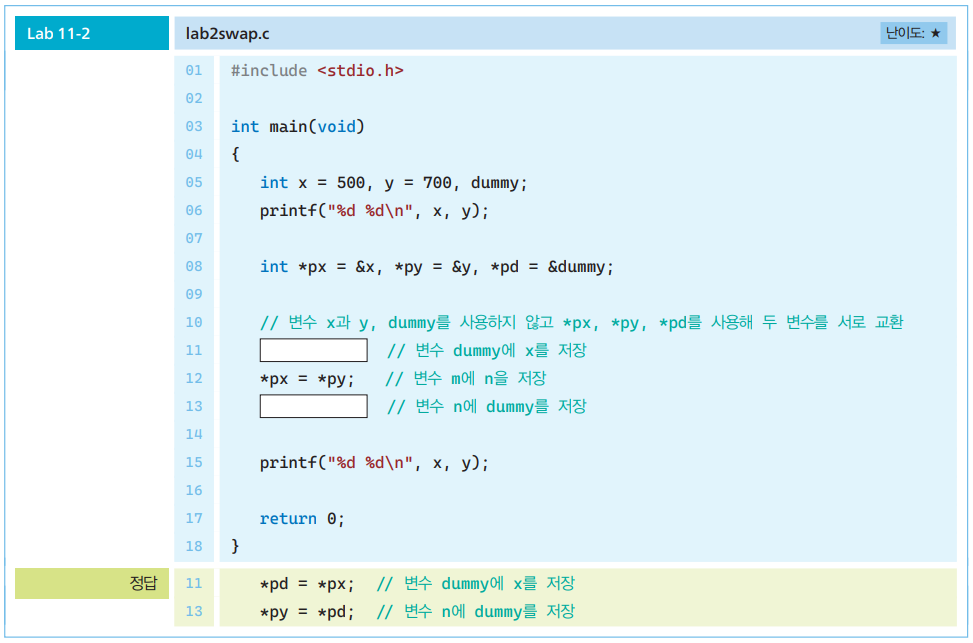 Lab 11-2
lab2swap.c
난이도: ★
01 #include <stdio.h>
02
03 int main(void)
04 {
05 int x = 500, y = 700, dummy;
06 printf("%d %d\n", x, y);
07
08 int *px = &x, *py = &y, *pd = &dummy;
09
10 // 변수 x과 y, dummy를 사용하지 않고 *px, *py, *pd를 사용해 두 변수를 서로 교환
11 // 변수 dummy에 x를 저장
12 *px = *py; // 변수 m에 n을 저장
13 // 변수 n에 dummy를 저장
14
15 printf("%d %d\n", x, y);
16
17 return 0;
18 }
정답
11 *pd = *px; // 변수 dummy에 x를 저장
13 *py = *pd; // 변수 n에 dummy를 저장